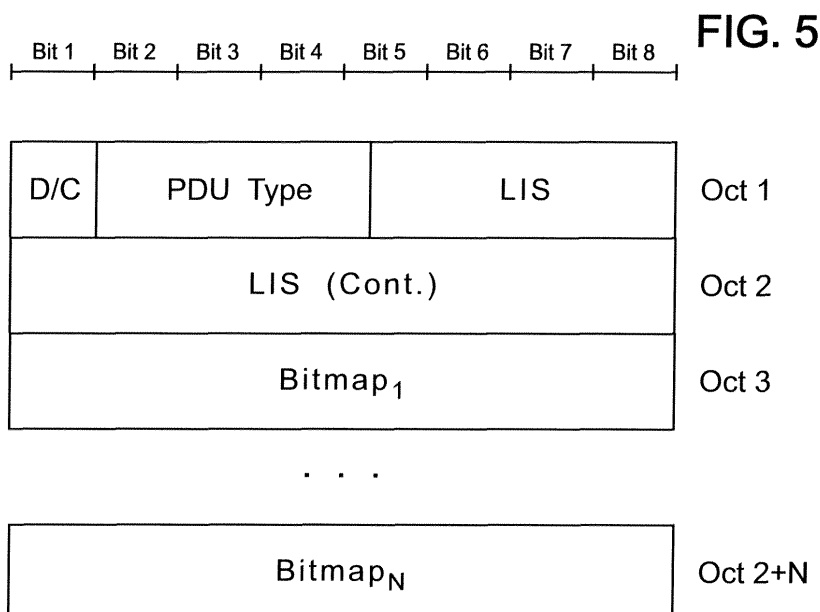 FIG. 5
Bit 1 Bit 2 Bit 3 Bit 4 Bit 5 Bit 6 Bit 7 Bit 8
D/C PDU Type LIS Oct 1
LIS (Cont.) Oct 2
Bitmap₁ Oct 3
. . .
Bitmap_N Oct 2+N